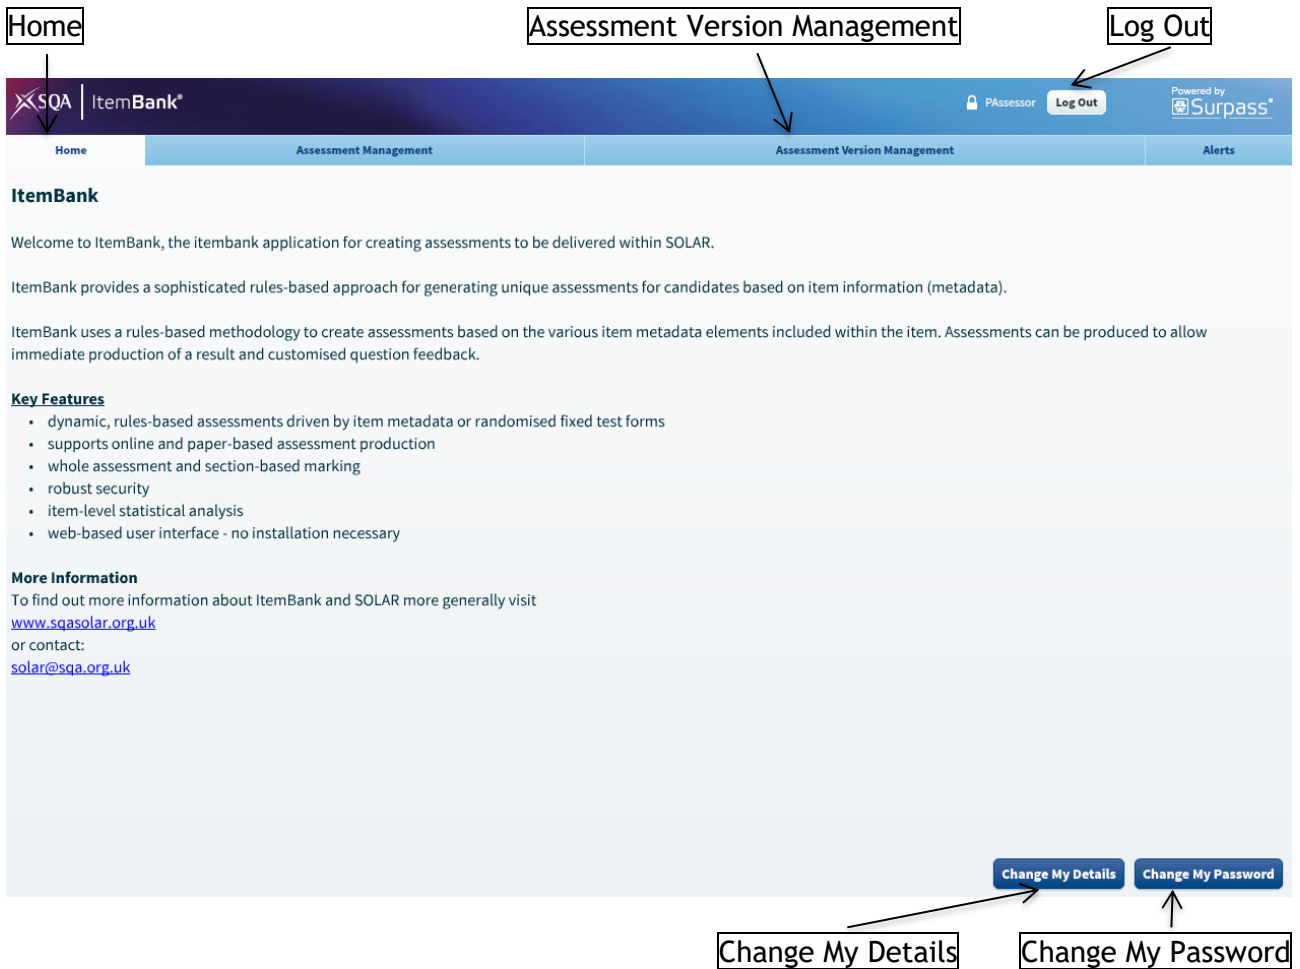 Home
Assessment Version Management
Log Out
SQA ItemBank®
PAssessor
Log Out
Powered by
Surpass®
Home
Assessment Management
Assessment Version Management
Alerts
ItemBank
Welcome to ItemBank, the itembank application for creating assessments to be delivered within SOLAR.
ItemBank provides a sophisticated rules-based approach for generating unique assessments for candidates based on item information (metadata).
ItemBank uses a rules-based methodology to create assessments based on the various item metadata elements included within the item. Assessments can be produced to allow
immediate production of a result and customised question feedback.
Key Features
• dynamic, rules-based assessments driven by item metadata or randomised fixed test forms
• supports online and paper-based assessment production
• whole assessment and section-based marking
• robust security
• item-level statistical analysis
• web-based user interface - no installation necessary
More Information
To find out more information about ItemBank and SOLAR more generally visit
www.sqasolar.org.uk
or contact:
solar@sqa.org.uk
Change My Details
Change My Password
Change My Details
Change My Password